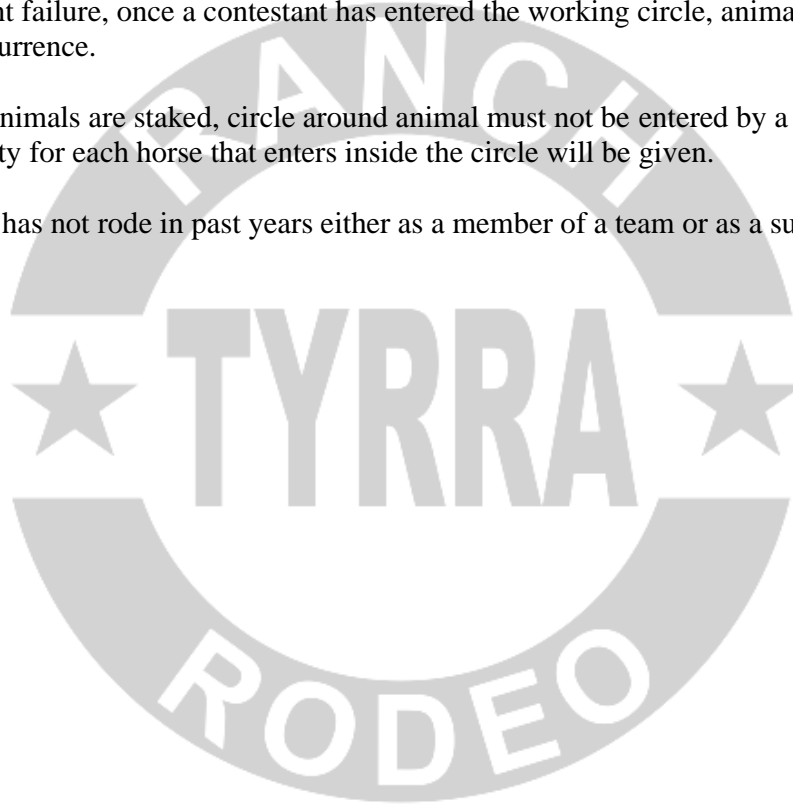 nt failure, once a contestant has entered the working circle, anima
urrence.
nimals are staked, circle around animal must not be entered by a
ty for each horse that enters inside the circle will be given.
has not rode in past years either as a member of a team or as a su
RANCH
TYRRA
RODEO